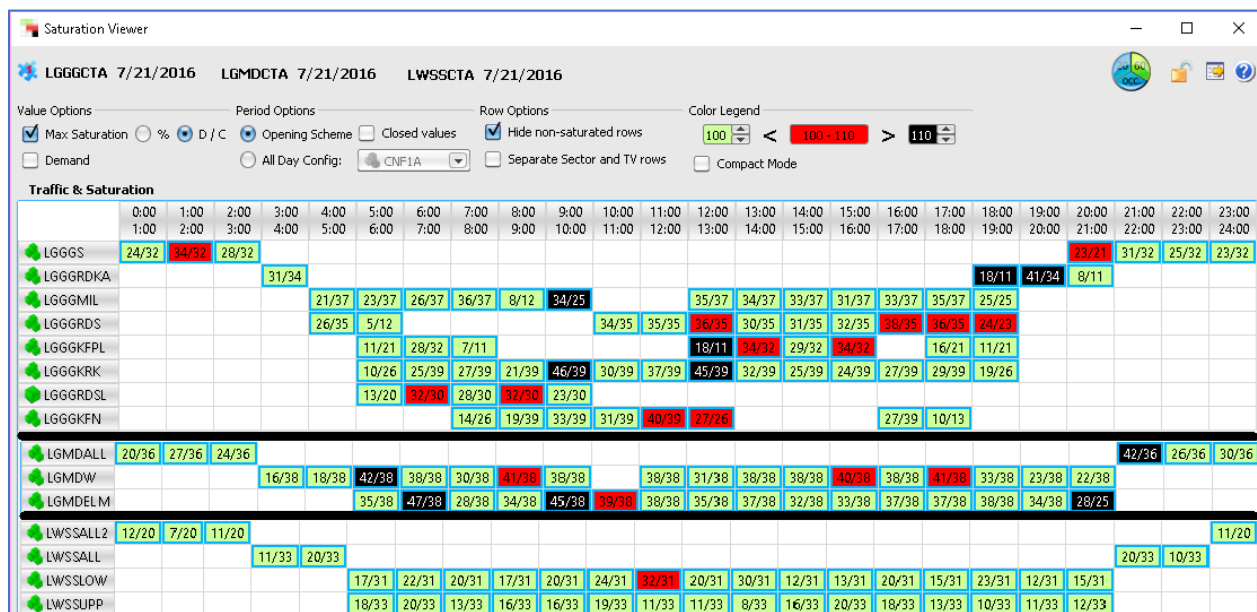 Saturation Viewer
LGGGCTA 7/21/2016 LGMDCTA 7/21/2016 LWSSCTA 7/21/2016
Value Options Period Options Row Options Color Legend
Max Saturation % D / C Opening Scheme Closed values Hide non-saturated rows 100 < 100 - 110 > 110
Demand All Day Config: CNF1A Separate Sector and TV rows Compact Mode
Traffic & Saturation
0:00 1:00 2:00 3:00 4:00 5:00 6:00 7:00 8:00 9:00 10:00 11:00 12:00 13:00 14:00 15:00 16:00 17:00 18:00 19:00 20:00 21:00 22:00 23:00
1:00 2:00 3:00 4:00 5:00 6:00 7:00 8:00 9:00 10:00 11:00 12:00 13:00 14:00 15:00 16:00 17:00 18:00 19:00 20:00 21:00 22:00 23:00 24:00
LGGGS 24/32 34/32 28/32 23/21 31/32 25/32 23/32
LGGGRDKA 31/34 18/11 41/34 8/11
LGGGMIL 21/37 23/37 26/37 36/37 8/12 34/25 35/37 34/37 33/37 31/37 33/37 35/37 25/25
LGGGRDS 26/35 5/12 34/35 35/35 36/35 30/35 31/35 32/35 38/35 36/35 24/23
LGGGKFPL 11/21 28/32 7/11 18/11 34/32 29/32 34/32 16/21 11/21
LGGGKRK 10/26 25/39 27/39 21/39 46/39 30/39 37/39 45/39 32/39 25/39 24/39 27/39 29/39 19/26
LGGGRDSL 13/20 32/30 28/30 32/30 23/30
LGGGKFN 14/26 19/39 33/39 31/39 40/39 27/26 27/39 10/13
LGMDALL 20/36 27/36 24/36 42/36 26/36 30/36
LGMDW 16/38 18/38 42/38 38/38 30/38 41/38 38/38 38/38 31/38 38/38 38/38 40/38 38/38 41/38 33/38 23/38 22/38
LGMDELM 35/38 47/38 28/38 34/38 45/38 39/38 38/38 35/38 37/38 32/38 33/38 37/38 37/38 38/38 34/38 28/25
LWSSALL2 12/20 7/20 11/20 11/20
LWSSALL 11/33 20/33 20/33 10/33
LWSSLOW 17/31 22/31 20/31 17/31 20/31 24/31 32/31 20/31 30/31 12/31 13/31 20/31 15/31 23/31 12/31 15/31
LWSSUPP 18/33 20/33 13/33 16/33 16/33 19/33 11/33 11/33 8/33 16/33 20/33 18/33 13/33 10/33 11/33 12/33